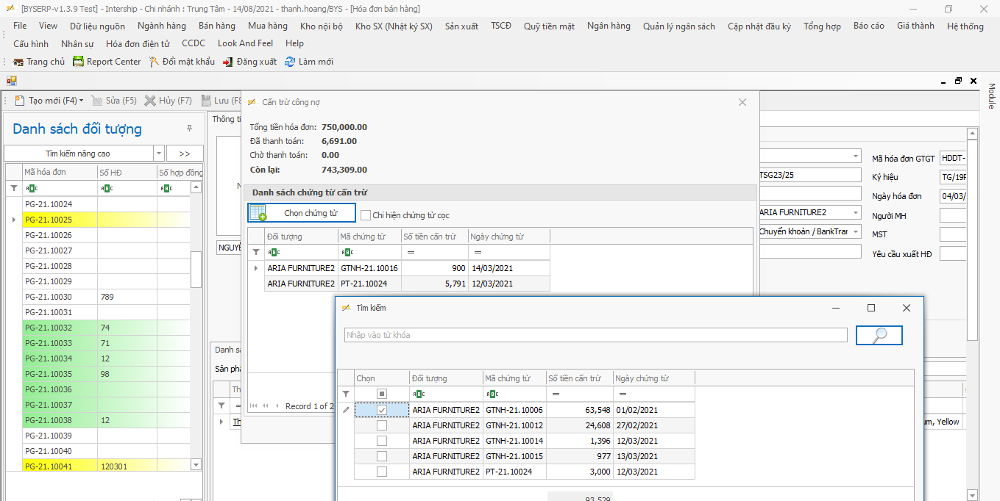 [BYSERP-v1.3.9 Test] - Intership - Chi nhánh : Trung Tâm - 14/08/2021 - thanh.hoang/BYS - [Hóa đơn bán hàng]
File View Dữ liệu nguồn Ngành hàng Bán hàng Mua hàng Kho nội bộ Kho SX (Nhật ký SX) Sản xuất TSCĐ Quỹ tiền mặt Ngân hàng Quản lý ngân sách Cập nhật đầu kỳ Tổng hợp Báo cáo Giá thành Hệ thống
Cấu hình Nhân sự Hóa đơn điện tử CCDC Look And Feel Help
Trang chủ Report Center Đổi mật khẩu Đăng xuất Làm mới
Module
Tạo mới (F4) Sửa (F5) Hủy (F7) Lưu (F8
Danh sách đối tượng
Tìm kiếm nâng cao >>
Mã hóa đơn Số HĐ Số hợp đồng
PG-21.10024
PG-21.10025
PG-21.10026
PG-21.10027
PG-21.10028
PG-21.10029
PG-21.10030 789
PG-21.10031
PG-21.10032 74
PG-21.10033 71
PG-21.10034 12
PG-21.10035 98
PG-21.10036
PG-21.10037
PG-21.10038 12
PG-21.10039
PG-21.10040
PG-21.10041 120301
Thông ti
N
NGUYỄ
Danh sá
Sản phẩ
Th
Th
Cấn trừ công nợ
Tổng tiền hóa đơn: 750,000.00
Đã thanh toán: 6,691.00
Chờ thanh toán: 0.00
Còn lại: 743,309.00
Danh sách chứng từ cấn trừ
Chọn chứng từ Chỉ hiện chứng từ cọc
Đối tượng Mã chứng từ Số tiền cấn trừ Ngày chứng từ
ARIA FURNITURE2 GTNH-21.10016 900 14/03/2021
ARIA FURNITURE2 PT-21.10024 5,791 12/03/2021
Record 1 of 2
Mã hóa đơn GTGT HDDT-
TSG23/25 Ký hiệu TG/19P
Ngày hóa đơn 04/03/
ARIA FURNITURE2 Người MH
Chuyển khoản / BankTrar MST
Yêu cầu xuất HĐ
um, Yellow
Tìm kiếm
Nhập vào từ khóa
Chọn Đối tượng Mã chứng từ Số tiền cấn trừ Ngày chứng từ
ARIA FURNITURE2 GTNH-21.10006 63,548 01/02/2021
ARIA FURNITURE2 GTNH-21.10012 24,608 27/02/2021
ARIA FURNITURE2 GTNH-21.10014 1,396 12/03/2021
ARIA FURNITURE2 GTNH-21.10015 977 13/03/2021
ARIA FURNITURE2 PT-21.10024 3,000 12/03/2021
93,529